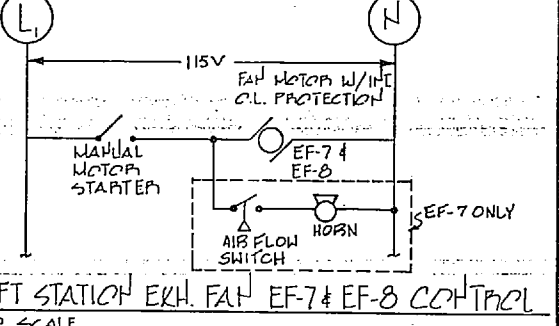 L1
N
115V
FAN MOTOR W/INT
O.L. PROTECTION
MANUAL
MOTOR
STARTER
EF-7 &
EF-8
EF-7 ONLY
AIR FLOW
SWITCH
HORN
FT STATION EXH. FAN EF-7 & EF-8 CONTROL
SCALE